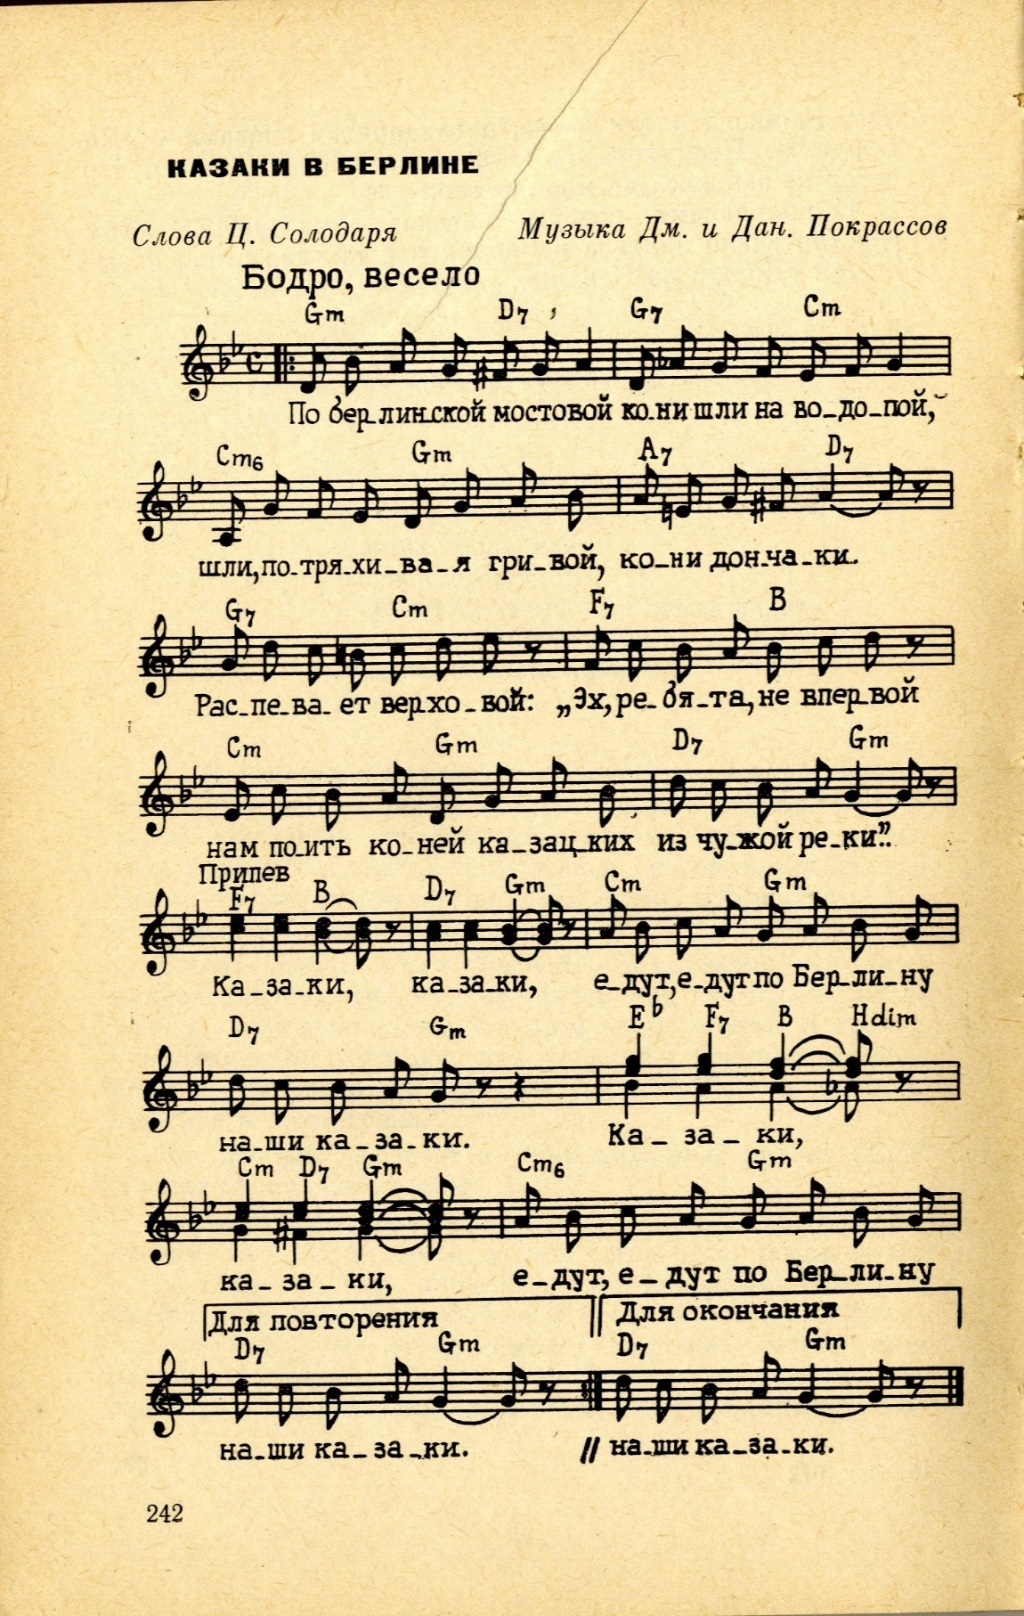 КАЗАКИ В БЕРЛИНЕ
Слова Ц. Солодаря Музыка Дм. и Дан. Покрассов
Бодро, весело
Gm D7 G7 Cm
По бер-лин-ской мостовой ко-ни шли на во-до-пой,
Cm6 Gm A7 D7
шли, по-тря-хи-ва-я гри-вой, ко-ни дон-ча-ки.
G7 Cm F7 B
Рас-пе-ва-ет вер-хо-вой: „Эх, ре-бя-та, не впер-вой
Cm Gm D7 Gm
нам по-ить ко-ней ка-зац-ких из чу-жой ре-ки".
Припев
F7 B D7 Gm Cm Gm
Ка-за-ки, ка-за-ки, е-дут, е-дут по Бер-ли-ну
D7 Gm E♭ F7 B Hdim
на-ши ка-за-ки. Ка-за-ки,
Cm D7 Gm Cm6 Gm
ка-за-ки, е-дут, е-дут по Бер-ли-ну
Для повторения Для окончания
D7 Gm D7 Gm
на-ши ка-за-ки. // на-ши ка-за-ки.
242